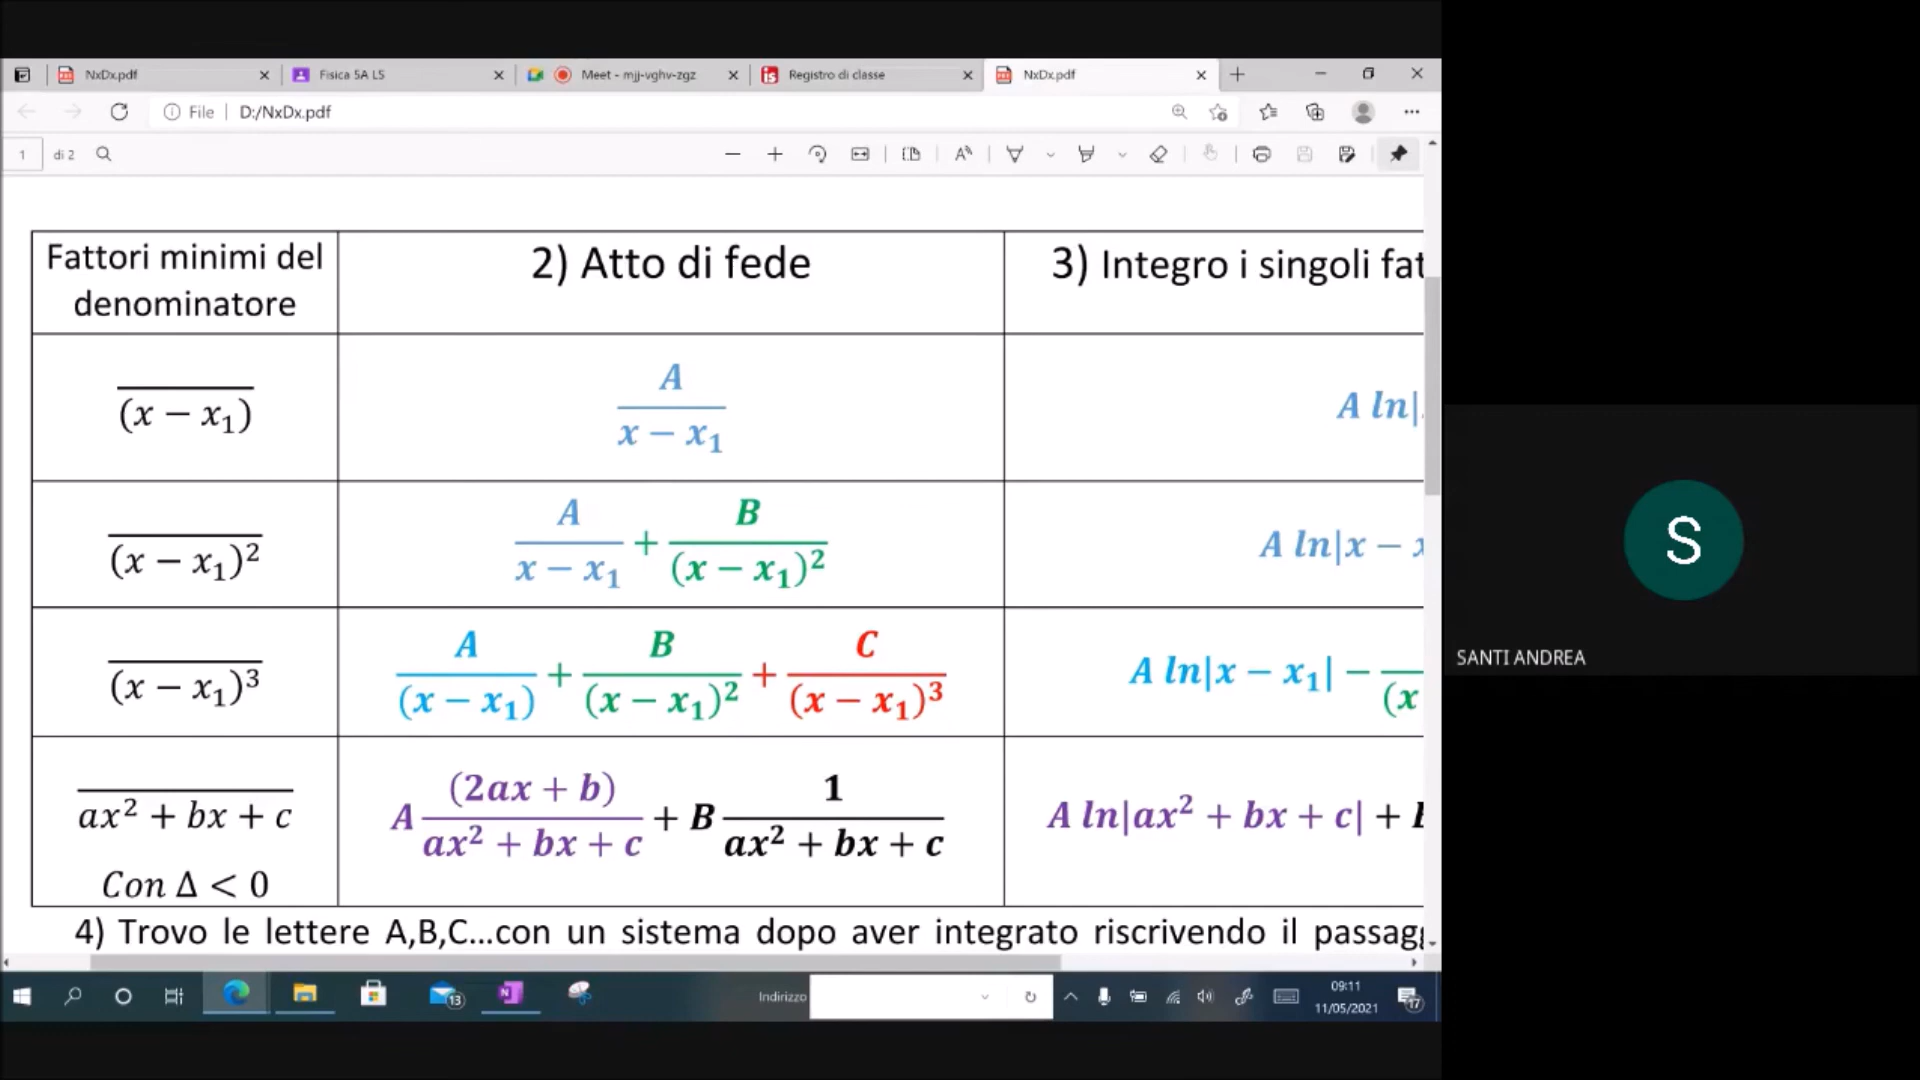 NxDx.pdf
Fisica 5A LS
Meet - mjj-vghv-zgz
Registro di classe
NxDx.pdf
File | D:/NxDx.pdf
1 di 2
Fattori minimi del denominatore
2) Atto di fede
3) Integro i singoli fat
(x − x₁)
A
x − x₁
A ln|
(x − x₁)²
A/(x − x₁) + B/(x − x₁)²
A ln|x −
(x − x₁)³
A/(x − x₁) + B/(x − x₁)² + C/(x − x₁)³
A ln|x − x₁| − (x
ax² + bx + c
Con Δ < 0
A (2ax + b)/(ax² + bx + c) + B 1/(ax² + bx + c)
A ln|ax² + bx + c| +
4) Trovo le lettere A,B,C...con un sistema dopo aver integrato riscrivendo il passag
SANTI ANDREA
S
13
Indirizzo
09:11
11/05/2021
17